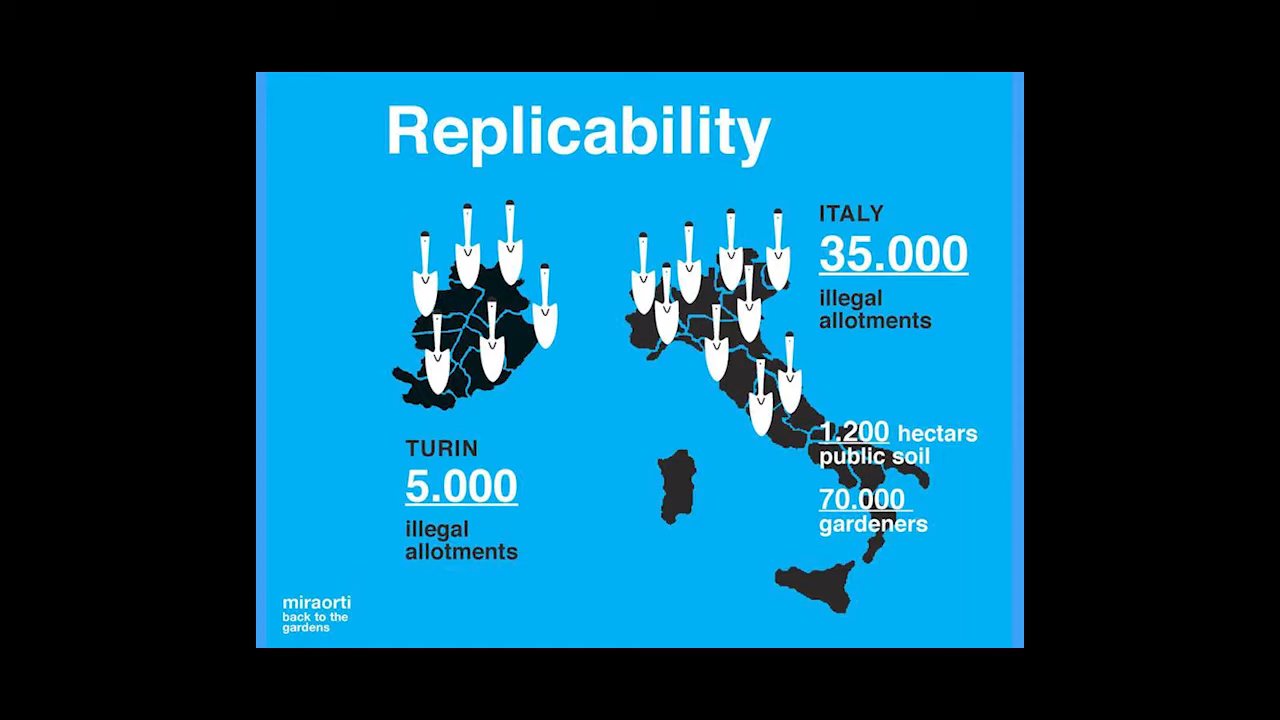 Replicability
ITALY
35.000
illegal
allotments
1.200 hectars
public soil
70.000
gardeners
TURIN
5.000
illegal
allotments
miraorti
back to the
gardens